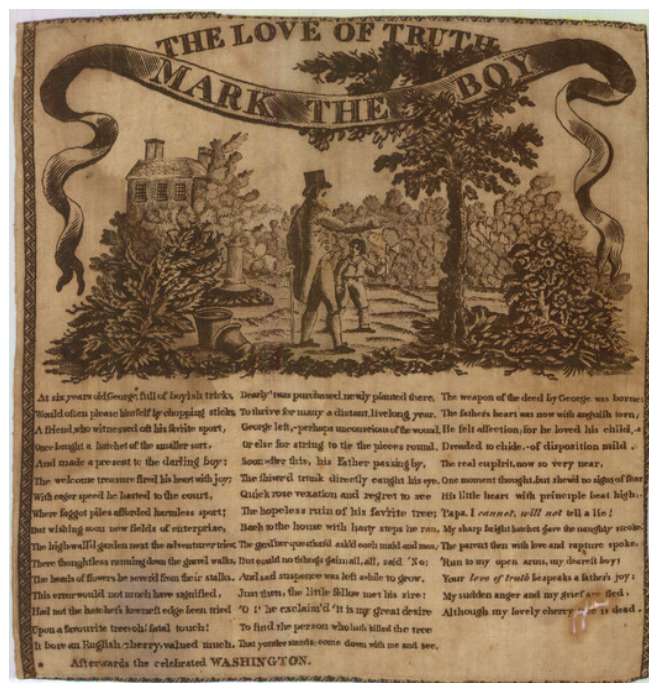 THE LOVE OF TRUTH
MARK THE BOY
At six years old George, full of boyish tricks,
Would often please himself by chopping sticks
A friend, who witnessed oft his favrite sport,
Once bought a hatchet of the smaller sort,
And made a present to the darling boy:
The welcome treasure fired his heart with joy;
With eager speed he hasted to the court,
Where faggot piles afforded harmless sport;
But wishing soon new fields of enterprise,
The high wall'd garden next the adventurer tries;
There thoughtless running down the gravel walks,
The heads of flowers he sever'd from their stalks.
This error would not much have signified,
Had not the hatchet's keenest edge been tried
Upon a favourite tree oh! fatal touch!
It bore an English cherry, valued much.
Dearly 'twas purchased, newly planted there,
To thrive for many a distant, livelong year.
George left, perhaps unconscious of the wound,
Or else for string to tie the pieces round.
Soon after this, his Father passing by,
The shiver'd trunk directly caught his eye,
Quick rose vexation and regret to see
The hopeless ruin of his favrite tree;
Back to the house with hasty steps he ran,
The gard'ner question'd ask'd each maid and man,
But could no tidings gain all, all, said 'No;
And sad suspence was left awhile to grow.
Just then, the little fellow met his sire:
'O !' he exclaim'd 'it is my great desire
To find the person who hath killed the tree
That yonder stands; come down with me and see,
The weapon of the deed by George was borne:
The father's heart was now with anguish torn;
He felt affection, for he loved his child,
Dreaded to chide, of disposition mild.
The real cuplrit, now so very near,
One moment thought, but shew'd no signs of fear
His little heart with principle beat high:
'Papa, I cannot, will not tell a lie!
My sharp bright hatchet gave the naughty stroke.
The parent then with love and rapture spoke.
'Run to my open arms, my dearest boy;
Your love of truth bespeaks a father's joy;
My sudden anger and my grief are fled,
Although my lovely cherry tree is dead.
* Afterwards the celebrated WASHINGTON.